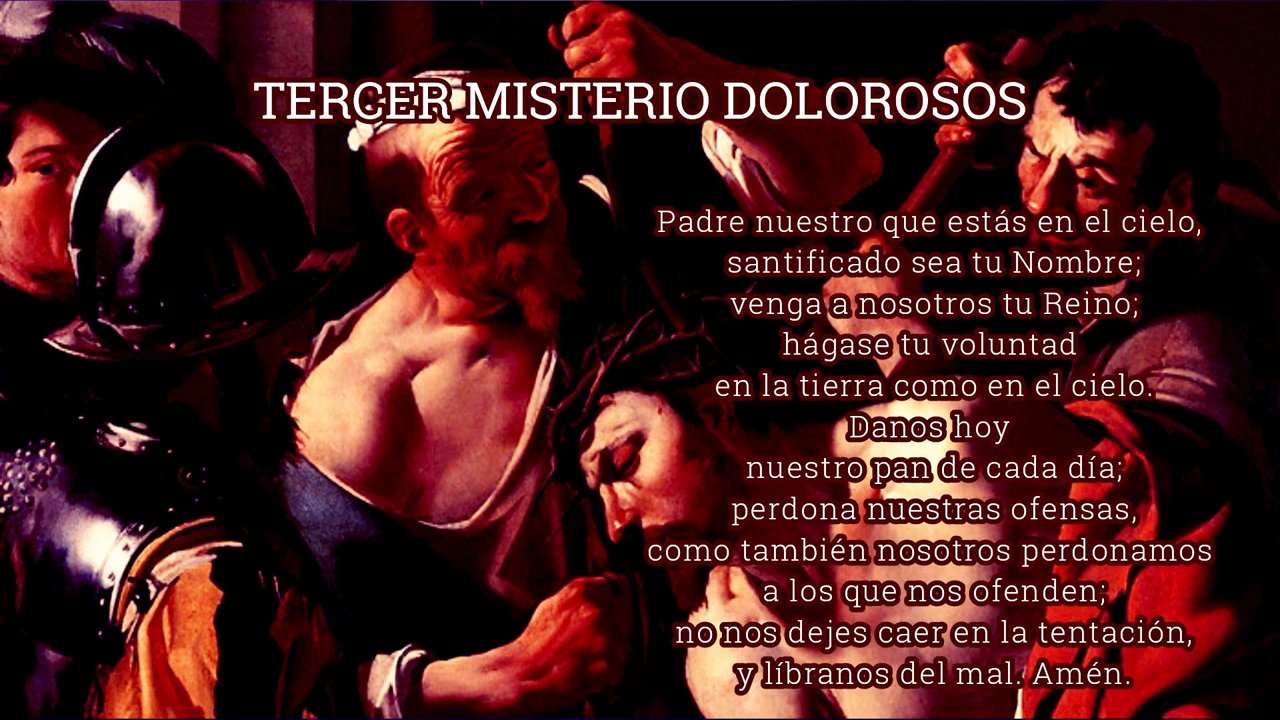 TERCER MISTERIO DOLOROSOS
Padre nuestro que estás en el cielo,
santificado sea tu Nombre;
venga a nosotros tu Reino;
hágase tu voluntad
en la tierra como en el cielo.
Danos hoy
nuestro pan de cada día;
perdona nuestras ofensas,
como también nosotros perdonamos
a los que nos ofenden;
no nos dejes caer en la tentación,
y líbranos del mal. Amén.